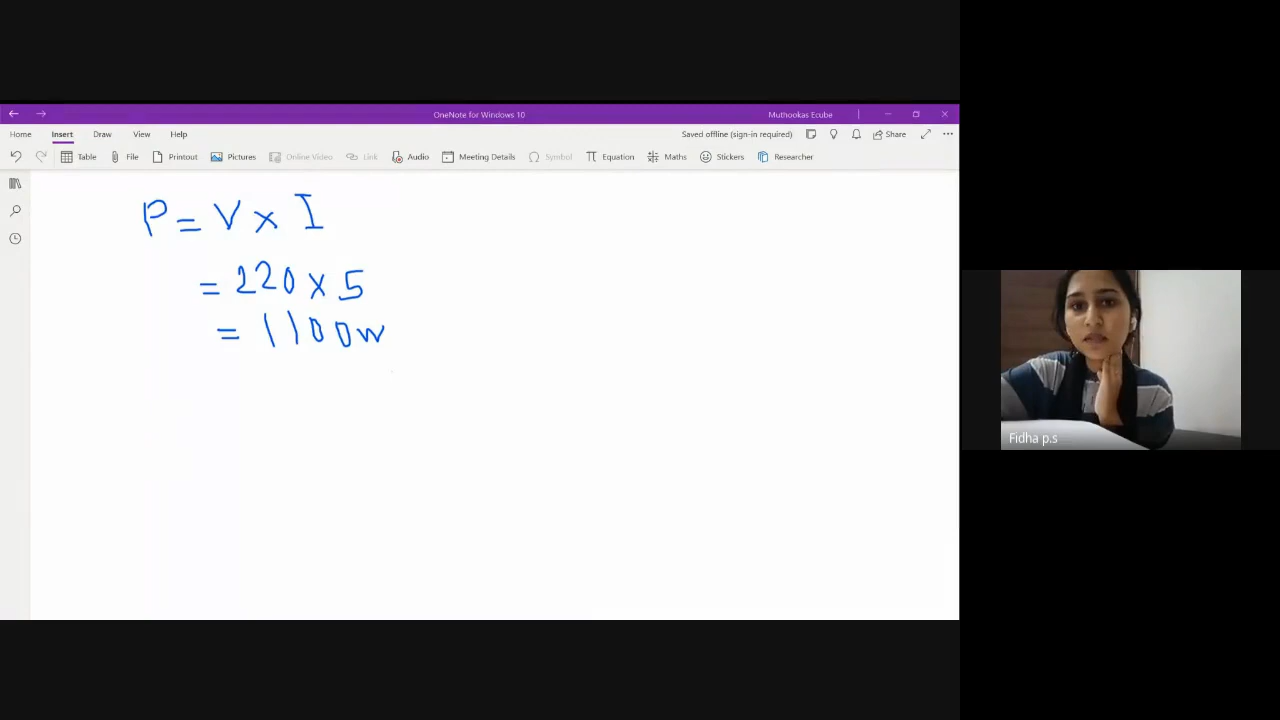 OneNote for Windows 10
Muthookas Ecube
Home Insert Draw View Help
Saved offline (sign-in required)
Share
Table File Printout Pictures Online Video Link Audio Meeting Details Symbol Equation Maths Stickers Researcher
P = V x I
= 220 x 5
= 1100w
Fidha p.s